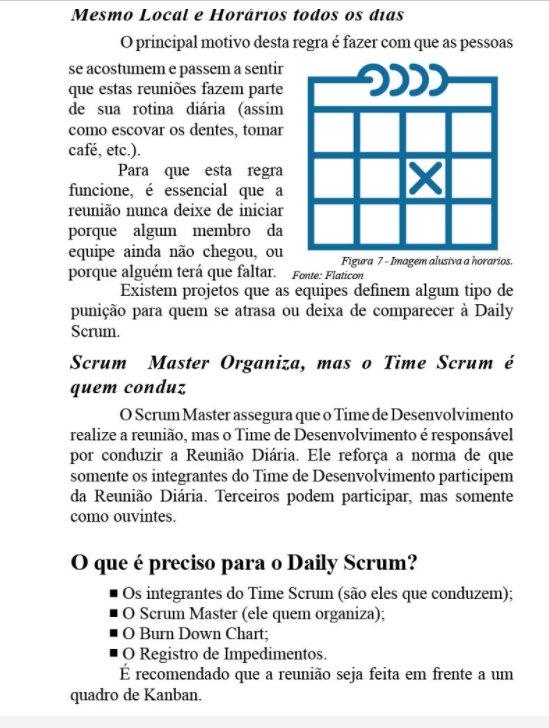 Mesmo Local e Horários todos os dias
O principal motivo desta regra é fazer com que as pessoas
se acostumem e passem a sentir
que estas reuniões fazem parte
de sua rotina diária (assim
como escovar os dentes, tomar
café, etc.).
Para que esta regra
funcione, é essencial que a
reunião nunca deixe de iniciar
porque algum membro da
equipe ainda não chegou, ou
porque alguém terá que faltar.
Figura 7 - Imagem alusiva a horarios.
Fonte: Flaticon
Existem projetos que as equipes definem algum tipo de
punição para quem se atrasa ou deixa de comparecer à Daily
Scrum.
Scrum Master Organiza, mas o Time Scrum é
quem conduz
O Scrum Master assegura que o Time de Desenvolvimento
realize a reunião, mas o Time de Desenvolvimento é responsável
por conduzir a Reunião Diária. Ele reforça a norma de que
somente os integrantes do Time de Desenvolvimento participem
da Reunião Diária. Terceiros podem participar, mas somente
como ouvintes.
O que é preciso para o Daily Scrum?
■ Os integrantes do Time Scrum (são eles que conduzem);
■ O Scrum Master (ele quem organiza);
■ O Burn Down Chart;
■ O Registro de Impedimentos.
É recomendado que a reunião seja feita em frente a um
quadro de Kanban.